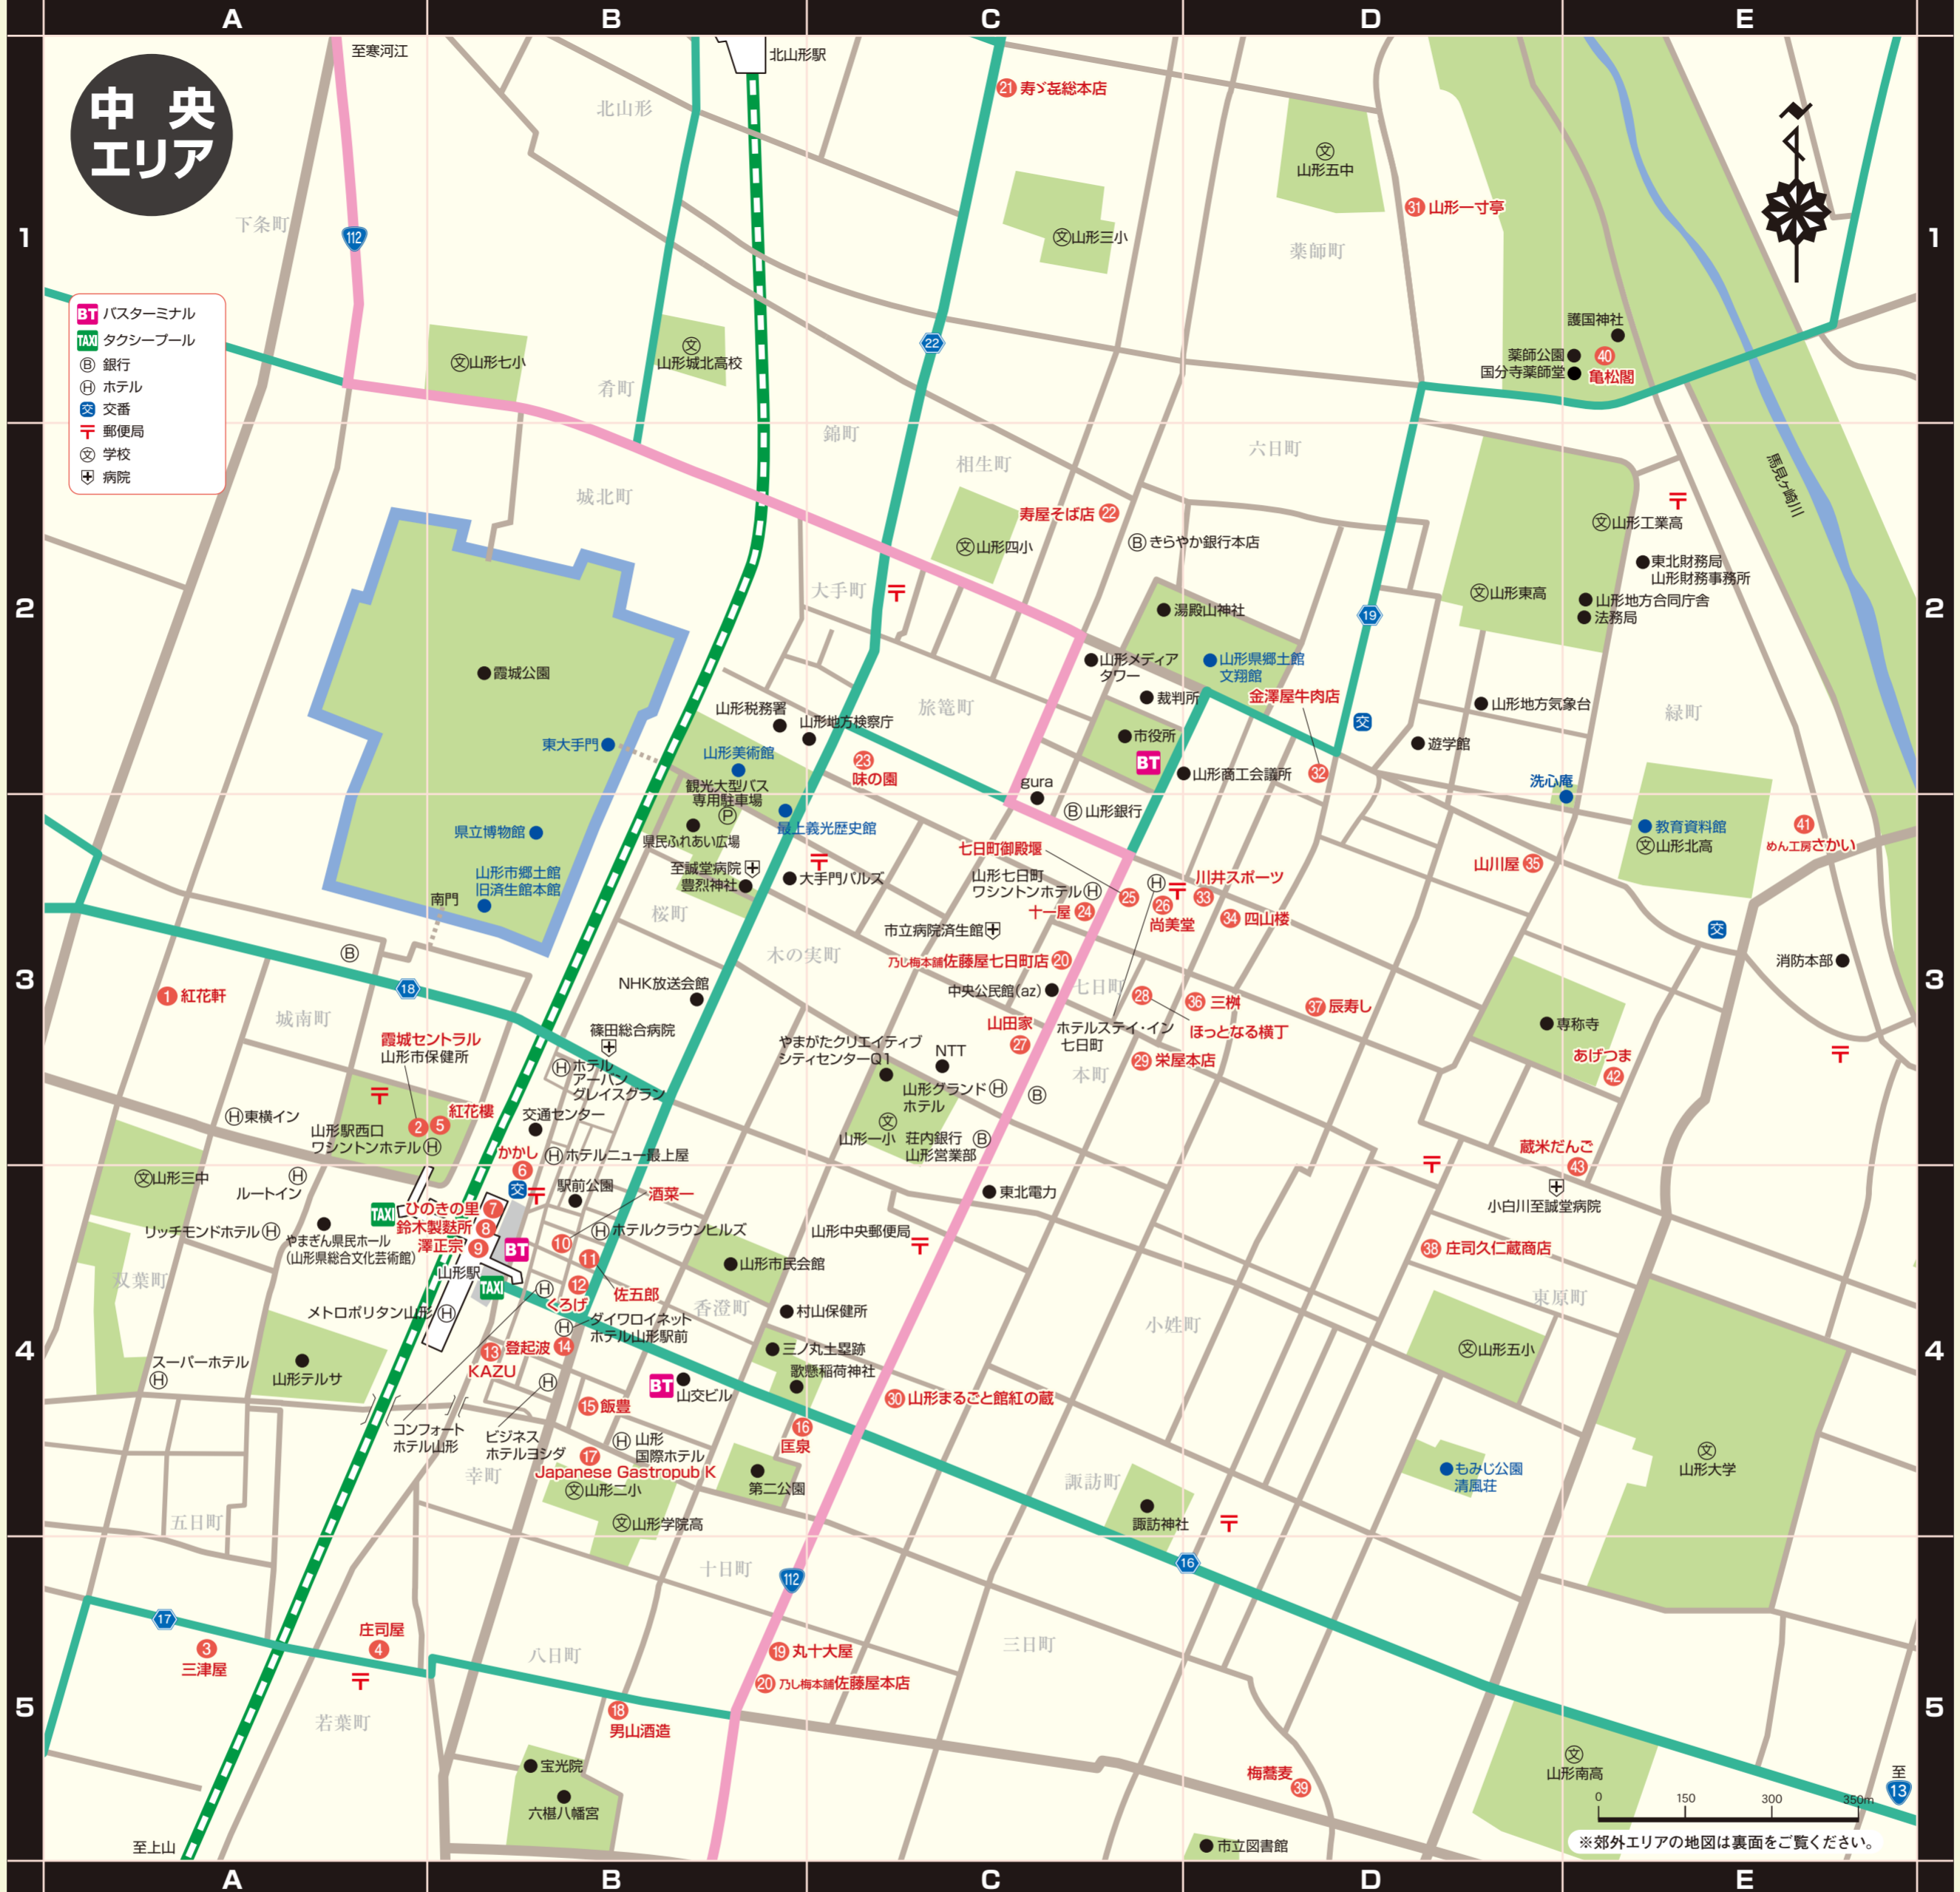 A
B
C
D
E
中央
エリア
至寒河江
北山形駅
北山形
下条町
112
21 寿ゞ㐂総本店
山形五中
山形三小
31 山形一寸亭
薬師町
1
1
BT バスターミナル
TAXI タクシープール
B 銀行
H ホテル
交 交番
〒 郵便局
文 学校
病院
文 山形七小
文
山形城北高校
肴町
22
護国神社
薬師公園
40
国分寺薬師堂
亀松閣
錦町
相生町
六日町
城北町
馬見ヶ崎川
寿屋そば店 22
文 山形四小
B きらやか銀行本店
文 山形工業高
東北財務局
山形財務事務所
文 山形東高
山形地方合同庁舎
法務局
大手町
湯殿山神社
19
2
2
霞城公園
山形メディア
タワー
山形県郷土館
文翔館
裁判所
金澤屋牛肉店
旅篭町
山形税務署
山形地方検察庁
市役所
BT
交
山形地方気象台
緑町
遊学館
東大手門
山形美術館
観光大型バス
専用駐車場
P
23
味の園
gura
山形商工会議所
32
洗心庵
県立博物館
県民ふれあい広場
最上義光歴史館
B 山形銀行
教育資料館
文 山形北高
41
めん工房さかい
七日町御殿堰
山川屋 35
山形市郷土館
旧済生館本館
至誠堂病院
豊烈神社
大手門パルズ
山形七日町
ワシントンホテル H
川井スポーツ
南門
桜町
十一屋 24
25
H
26
尚美堂
33
34 四山楼
市立病院済生館
交
木の実町
乃し梅本舗佐藤屋七日町店 20
消防本部
B
3
3
1 紅花軒
18
NHK放送会館
中央公民館(az)
七日町
28
36 三桝
37 辰寿し
城南町
山田家
27
ホテルステイ・イン
七日町
ほっとなる横丁
専称寺
霞城セントラル
山形市保健所
篠田総合病院
やまがたクリエイティブ
シティセンターQ1
NTT
29 栄屋本店
本町
あげつま
42
H ホテル
アーバン
グレイスグラン
山形グランド H
ホテル
B
H 東横イン
2
5
紅花樓
交通センター
山形駅西口
ワシントンホテル H
文
山形一小
荘内銀行
山形営業部
B
かかし
6
H ホテルニュー最上屋
蔵米だんご
43
文 山形三中
H
ルートイン
交
駅前公園
酒菜一
東北電力
小白川至誠堂病院
TAXI
ひのきの里 7
鈴木製麩所 8
澤正宗 9
リッチモンドホテル H
やまぎん県民ホール
(山形県総合文化芸術館)
BT
10
H ホテルクラウンヒルズ
山形中央郵便局
38 庄司久仁蔵商店
11
山形駅
山形市民会館
双葉町
TAXI
H
12
くろげ
佐五郎
香澄町
東原町
メトロポリタン山形 H
H
ダイワロイネット
ホテル山形駅前
村山保健所
小姓町
4
4
13
KAZU
登起波 14
三ノ丸土塁跡
文 山形五小
スーパーホテル
H
山形テルサ
H
BT
山交ビル
歌懸稲荷神社
15 飯豊
30 山形まるごと館紅の蔵
コンフォート
ホテル山形
ビジネス
ホテルヨシダ
H 山形
国際ホテル
16
匠泉
17
Japanese Gastropub K
幸町
文 山形二小
第二公園
諏訪町
もみじ公園
清風荘
文
山形大学
五日町
文 山形学院高
諏訪神社
十日町
112
16
17
庄司屋
4
3
三津屋
八日町
19 丸十大屋
三日町
20 乃し梅本舗佐藤屋本店
5
5
若葉町
18
男山酒造
宝光院
六椹八幡宮
梅蕎麦
39
文
山形南高
至
13
0 150 300 350m
至上山
市立図書館
※郊外エリアの地図は裏面をご覧ください。
A
B
C
D
E